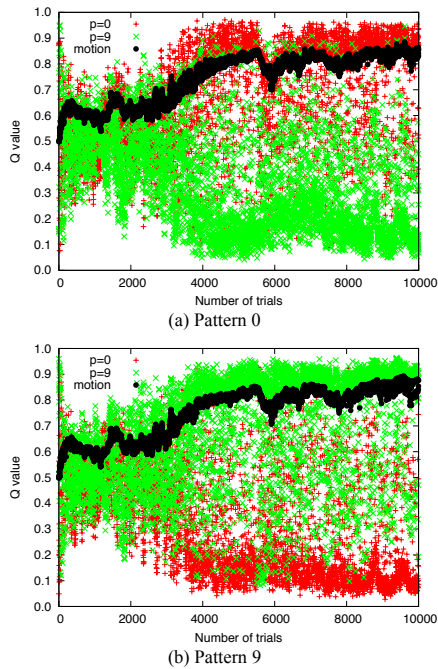 p=0
p=9
motion
1.0
0.9
0.8
0.7
0.6
0.5
0.4
0.3
0.2
0.1
0.0
Q value
0 2000 4000 6000 8000 10000
Number of trials
(a) Pattern 0
p=0
p=9
motion
1.0
0.9
0.8
0.7
0.6
0.5
0.4
0.3
0.2
0.1
0.0
Q value
0 2000 4000 6000 8000 10000
Number of trials
(b) Pattern 9